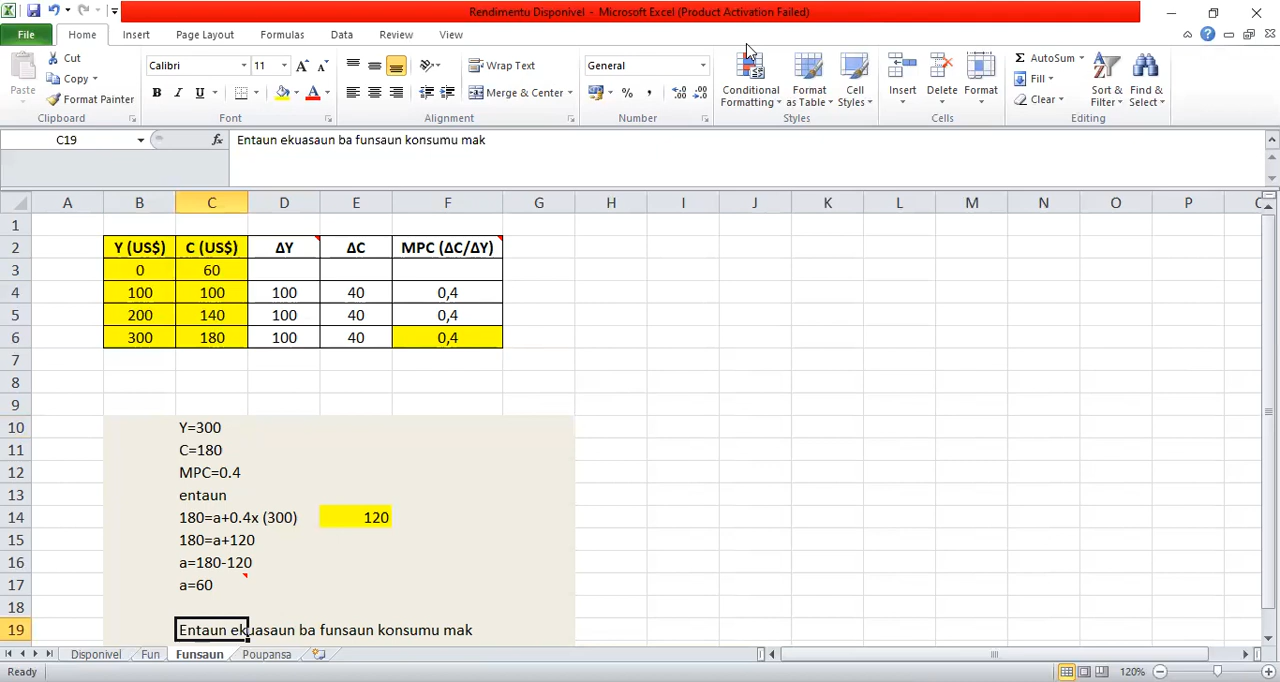 Rendimentu Disponivel - Microsoft Excel (Product Activation Failed)
File Home Insert Page Layout Formulas Data Review View
Paste
Cut
Copy
Format Painter
Clipboard
Calibri 11
B I U
Font
Wrap Text
Merge & Center
Alignment
General
% ,
Number
Conditional Formatting
Format as Table
Cell Styles
Styles
Insert
Delete
Format
Cells
Σ AutoSum
Fill
Clear
Sort & Filter
Find & Select
Editing
C19 fx Entaun ekuasaun ba funsaun konsumu mak
A B C D E F G H I J K L M N O P
1
2 Y (US$) C (US$) ΔY ΔC MPC (ΔC/ΔY)
3 0 60
4 100 100 100 40 0,4
5 200 140 100 40 0,4
6 300 180 100 40 0,4
7
8
9
10 Y=300
11 C=180
12 MPC=0.4
13 entaun
14 180=a+0.4x (300) 120
15 180=a+120
16 a=180-120
17 a=60
18
19 Entaun ekuasaun ba funsaun konsumu mak
Disponivel Fun Funsaun Poupansa
Ready 120%